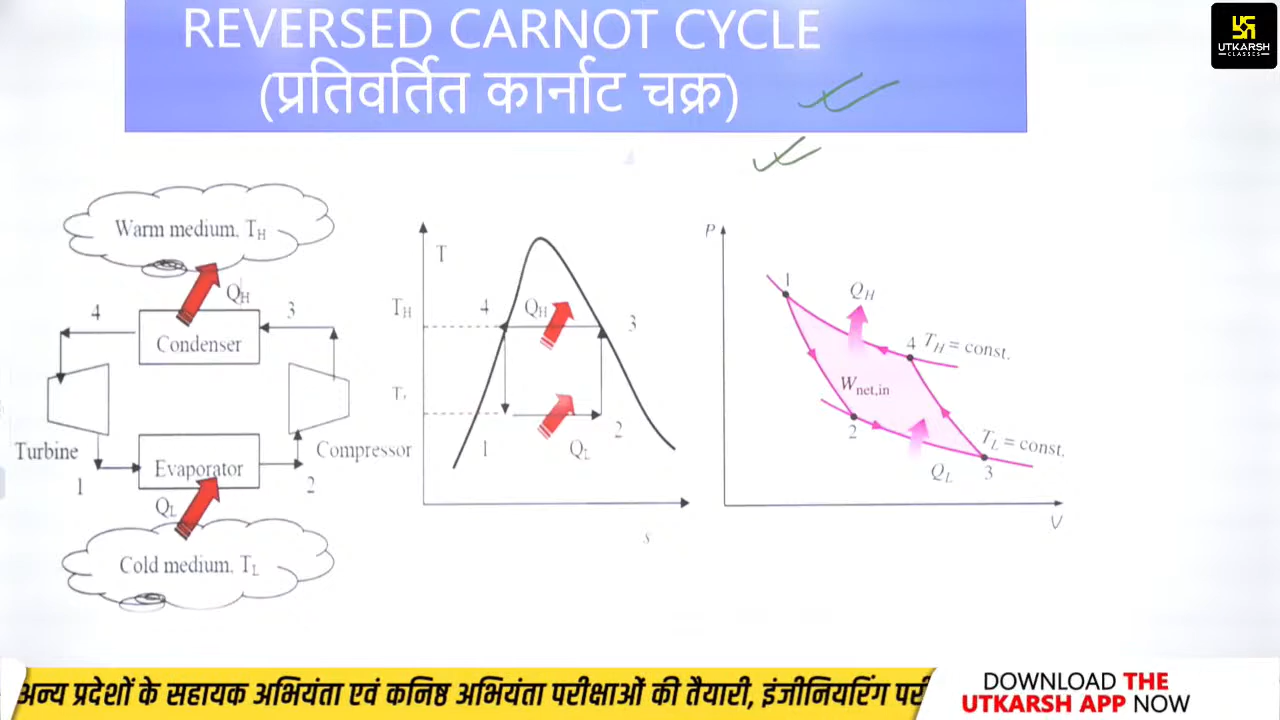 REVERSED CARNOT CYCLE
(प्रतिवर्तित कार्नाट चक्र)
UTKARSH
CLASSES
Warm medium, T_H
Q_H
4
3
Condenser
Turbine
Compressor
Evaporator
1
2
Q_L
Cold medium, T_L
T
T_H
4
Q_H
3
T
1
Q_L
2
s
P
1
Q_H
4
T_H = const.
W_net,in
2
T_L = const.
Q_L
3
V
अन्य प्रदेशों के सहायक अभियंता एवं कनिष्ठ अभियंता परीक्षाओं की तैयारी, इंजीनियरिंग परी
DOWNLOAD THE
UTKARSH APP NOW